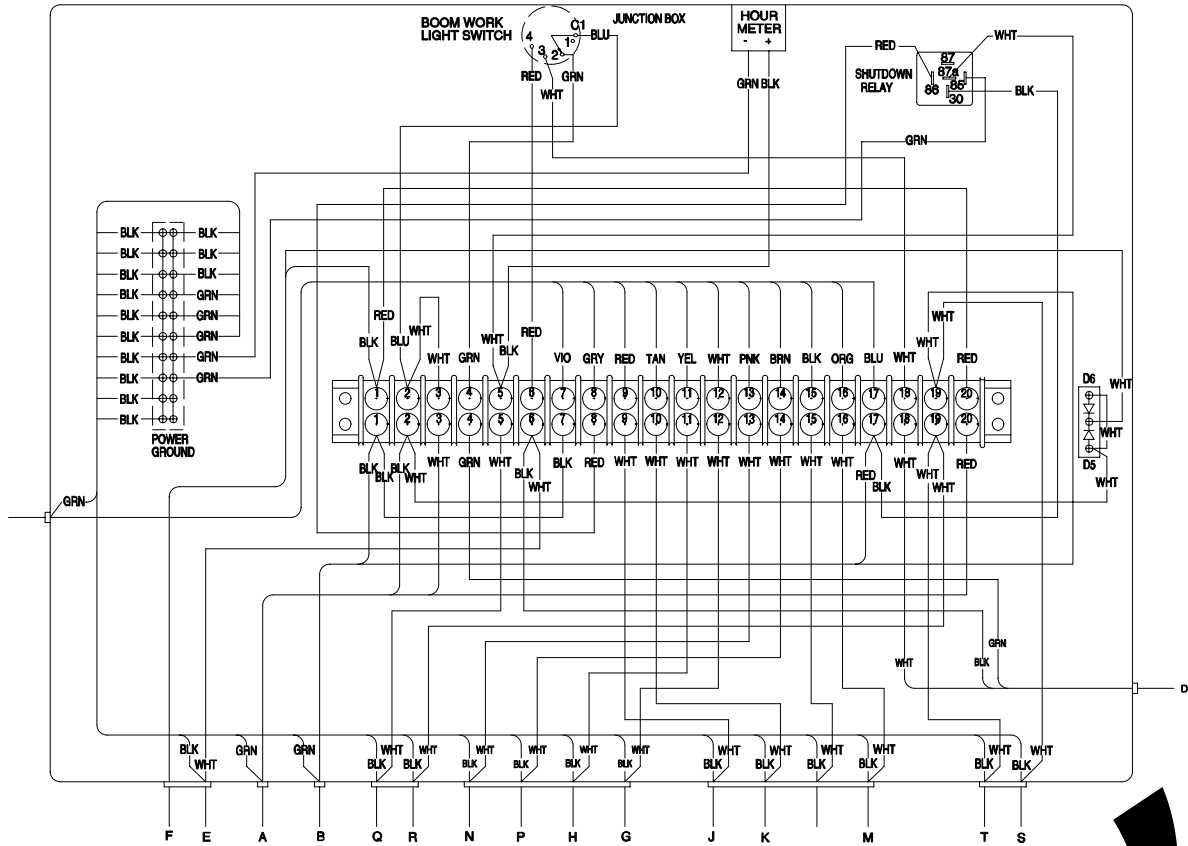 BOOM WORK
LIGHT SWITCH
4
3
2
1
C1
JUNCTION BOX
BLU
HOUR
METER
- +
RED
WHT
GRN
GRN BLK
SHUTDOWN
RELAY
RED
WHT
87
87a
86
85
30
BLK
GRN
BLK BLK
BLK BLK
BLK BLK
BLK GRN
BLK GRN
BLK GRN
BLK GRN
BLK GRN
BLK
BLK
POWER
GROUND
GRN
BLK RED BLU WHT WHT GRN WHT BLK RED VIO GRY RED TAN YEL WHT PNK BRN BLK ORG BLU WHT WHT WHT RED
1 2 3 4 5 6 7 8 9 10 11 12 13 14 15 16 17 18 19 20
1 2 3 4 5 6 7 8 9 10 11 12 13 14 15 16 17 18 19 20
BLK BLK BLK WHT WHT GRN WHT BLK WHT BLK RED WHT WHT WHT WHT WHT WHT WHT WHT RED BLK WHT WHT WHT RED
D6
WHT
WHT
D5
WHT
WHT
BLK
GRN
D
BLK WHT GRN GRN BLK WHT BLK WHT BLK WHT BLK WHT BLK WHT BLK WHT BLK WHT BLK WHT BLK WHT BLK WHT BLK WHT BLK WHT
F E A B Q R N P H G J K M T S